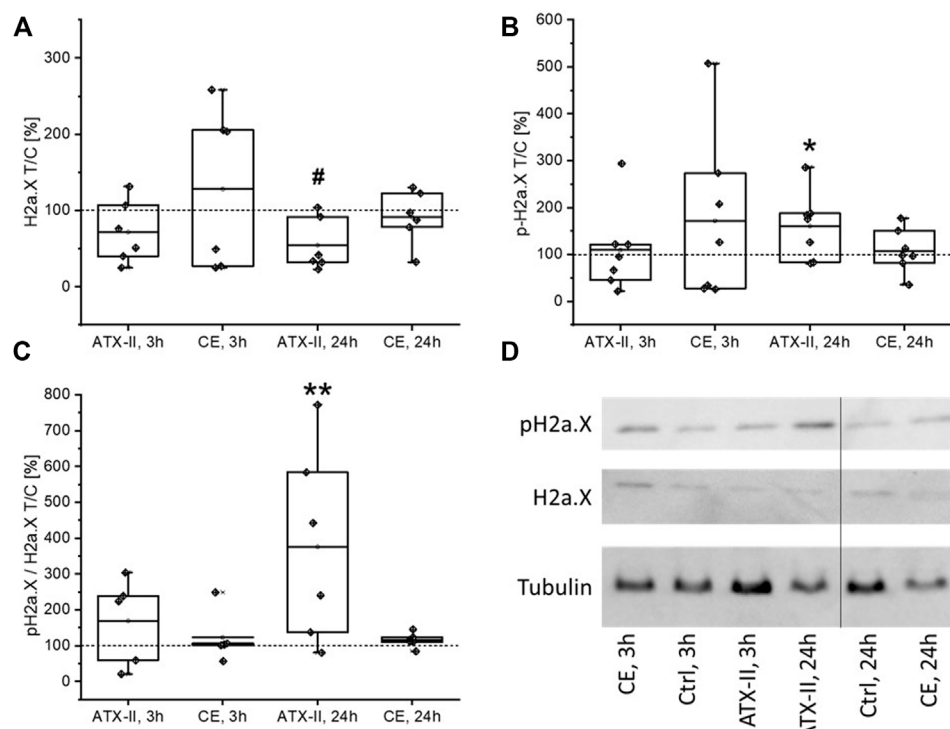 A
H2a.X T/C [%]
300
200
100
0
#
ATX-II, 3h
CE, 3h
ATX-II, 24h
CE, 24h
B
p-H2a.X T/C [%]
600
500
400
300
200
100
0
*
ATX-II, 3h
CE, 3h
ATX-II, 24h
CE, 24h
C
pH2a.X / H2a.X T/C [%]
800
700
600
500
400
300
200
100
0
**
ATX-II, 3h
CE, 3h
ATX-II, 24h
CE, 24h
D
pH2a.X
H2a.X
Tubulin
CE, 3h
Ctrl, 3h
ATX-II, 3h
ATX-II, 24h
Ctrl, 24h
CE, 24h